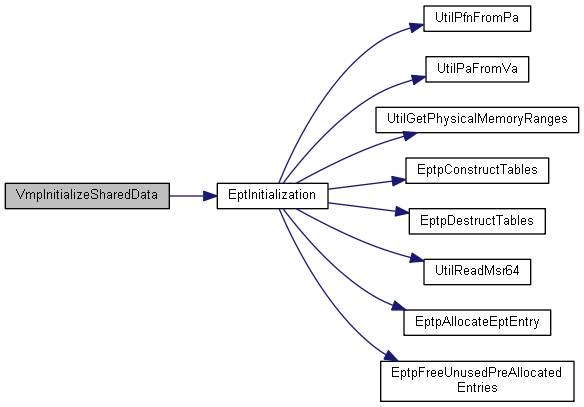 VmpInitializeSharedData
EptInitialization
UtilPfnFromPa
UtilPaFromVa
UtilGetPhysicalMemoryRanges
EptpConstructTables
EptpDestructTables
UtilReadMsr64
EptpAllocateEptEntry
EptpFreeUnusedPreAllocated
Entries